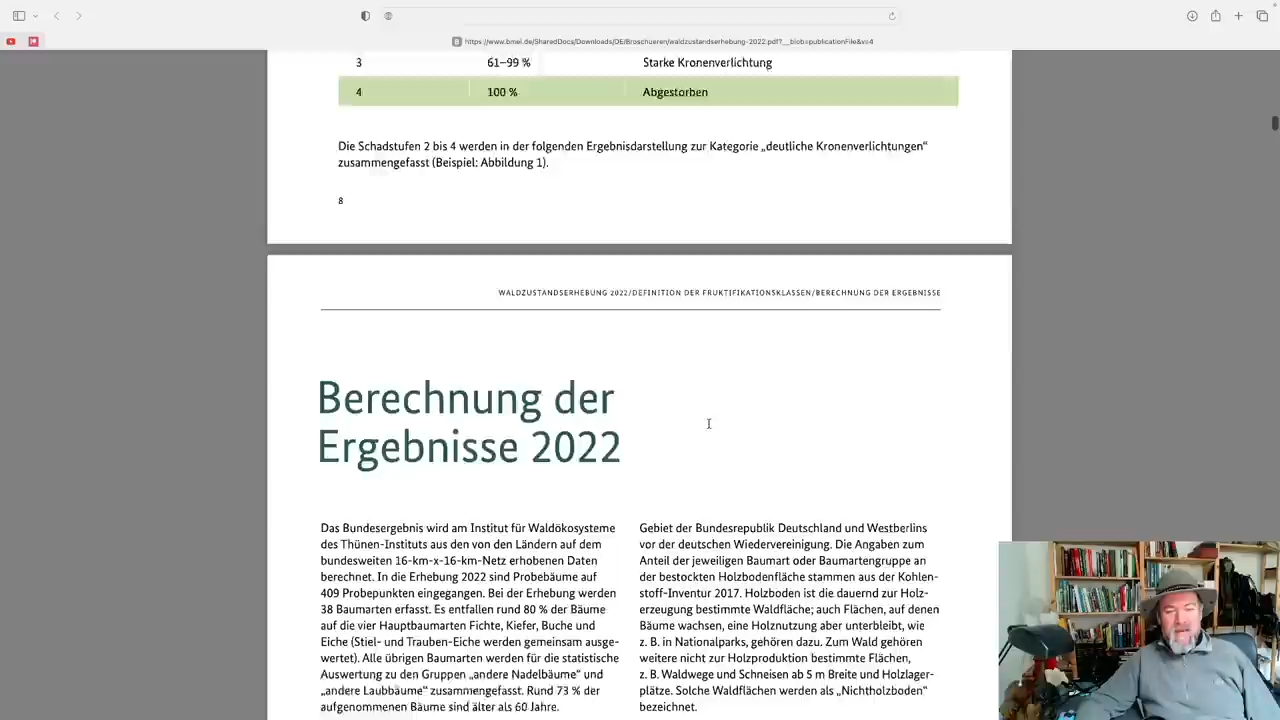 https://www.bmel.de/SharedDocs/Downloads/DE/Broschueren/waldzustandserhebung-2022.pdf?__blob=publicationFile&v=4
3 61–99 % Starke Kronenverlichtung
4 100 % Abgestorben
Die Schadstufen 2 bis 4 werden in der folgenden Ergebnisdarstellung zur Kategorie „deutliche Kronenverlichtungen“
zusammengefasst (Beispiel: Abbildung 1).
8
WALDZUSTANDSERHEBUNG 2022/DEFINITION DER FRUKTIFIKATIONSKLASSEN/BERECHNUNG DER ERGEBNISSE
Berechnung der
Ergebnisse 2022
Das Bundesergebnis wird am Institut für Waldökosysteme
des Thünen-Instituts aus den von den Ländern auf dem
bundesweiten 16-km-x-16-km-Netz erhobenen Daten
berechnet. In die Erhebung 2022 sind Probebäume auf
409 Probepunkten eingegangen. Bei der Erhebung werden
38 Baumarten erfasst. Es entfallen rund 80 % der Bäume
auf die vier Hauptbaumarten Fichte, Kiefer, Buche und
Eiche (Stiel- und Trauben-Eiche werden gemeinsam ausge-
wertet). Alle übrigen Baumarten werden für die statistische
Auswertung zu den Gruppen „andere Nadelbäume“ und
„andere Laubbäume“ zusammengefasst. Rund 73 % der
aufgenommenen Bäume sind älter als 60 Jahre.
Gebiet der Bundesrepublik Deutschland und Westberlins
vor der deutschen Wiedervereinigung. Die Angaben zum
Anteil der jeweiligen Baumart oder Baumartengruppe an
der bestockten Holzbodenfläche stammen aus der Kohlen-
stoff-Inventur 2017. Holzboden ist die dauernd zur Holz-
erzeugung bestimmte Waldfläche; auch Flächen, auf denen
Bäume wachsen, eine Holznutzung aber unterbleibt, wie
z. B. in Nationalparks, gehören dazu. Zum Wald gehören
weitere nicht zur Holzproduktion bestimmte Flächen,
z. B. Waldwege und Schneisen ab 5 m Breite und Holzlager-
plätze. Solche Waldflächen werden als „Nichtholzboden“
bezeichnet.